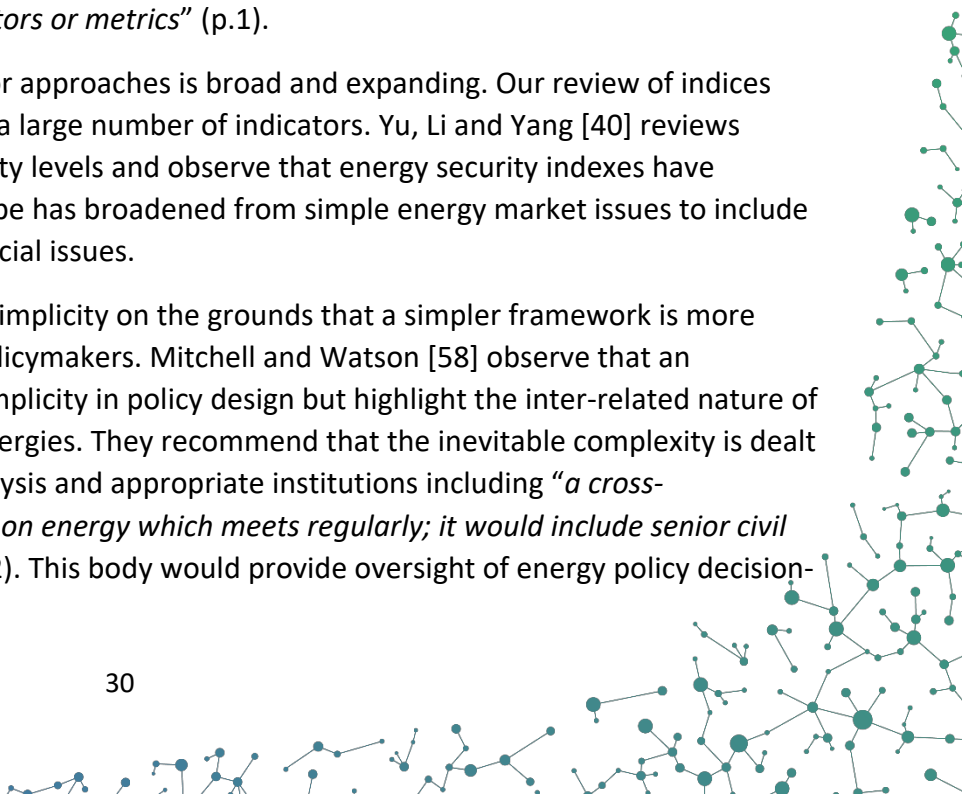 tors or metrics" (p.1).
or approaches is broad and expanding. Our review of indices
a large number of indicators. Yu, Li and Yang [40] reviews
ty levels and observe that energy security indexes have
pe has broadened from simple energy market issues to include
cial issues.
implicity on the grounds that a simpler framework is more
licymakers. Mitchell and Watson [58] observe that an
nplicity in policy design but highlight the inter-related nature of
ergies. They recommend that the inevitable complexity is dealt
lysis and appropriate institutions including "a cross-
on energy which meets regularly; it would include senior civil
2). This body would provide oversight of energy policy decision-
30